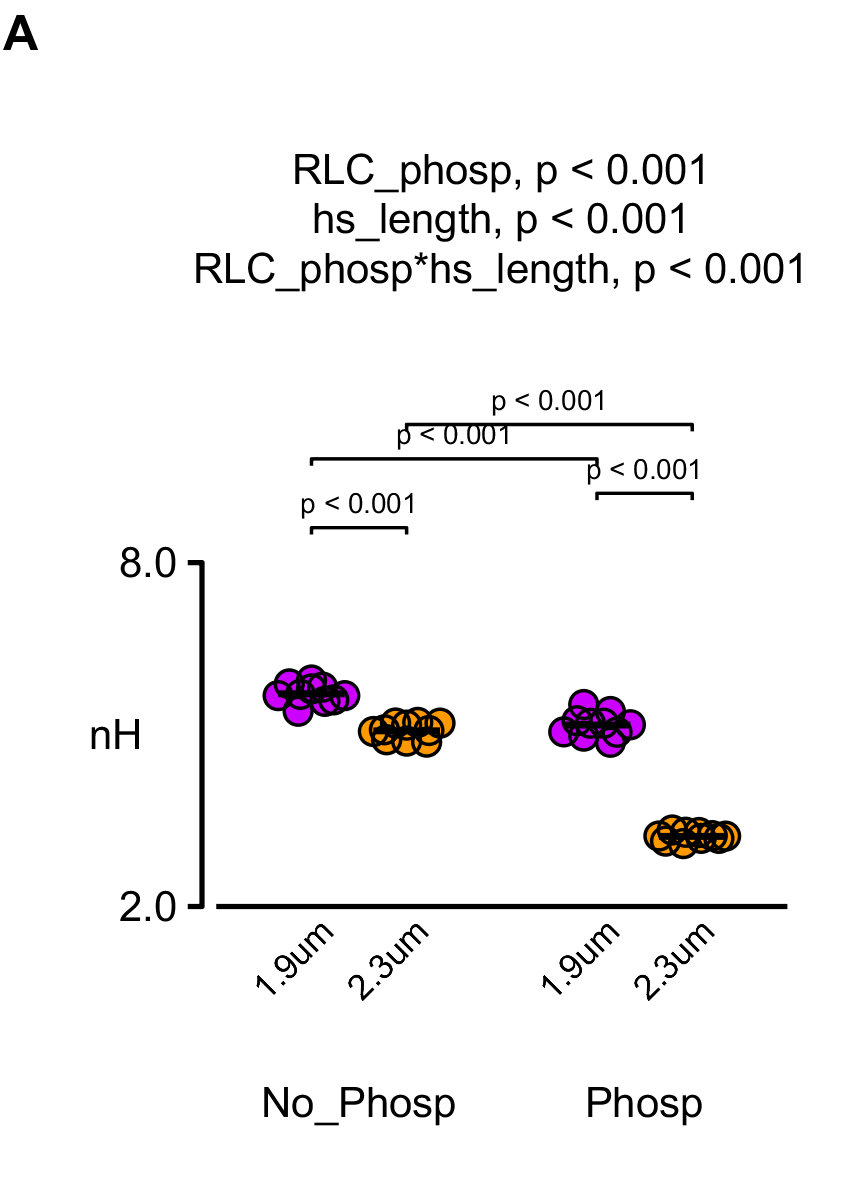 A
RLC_phosp, p < 0.001
hs_length, p < 0.001
RLC_phosp*hs_length, p < 0.001
p < 0.001
p < 0.001
p < 0.001
p < 0.001
8.0
nH
2.0
1.9um
2.3um
1.9um
2.3um
No_Phosp
Phosp